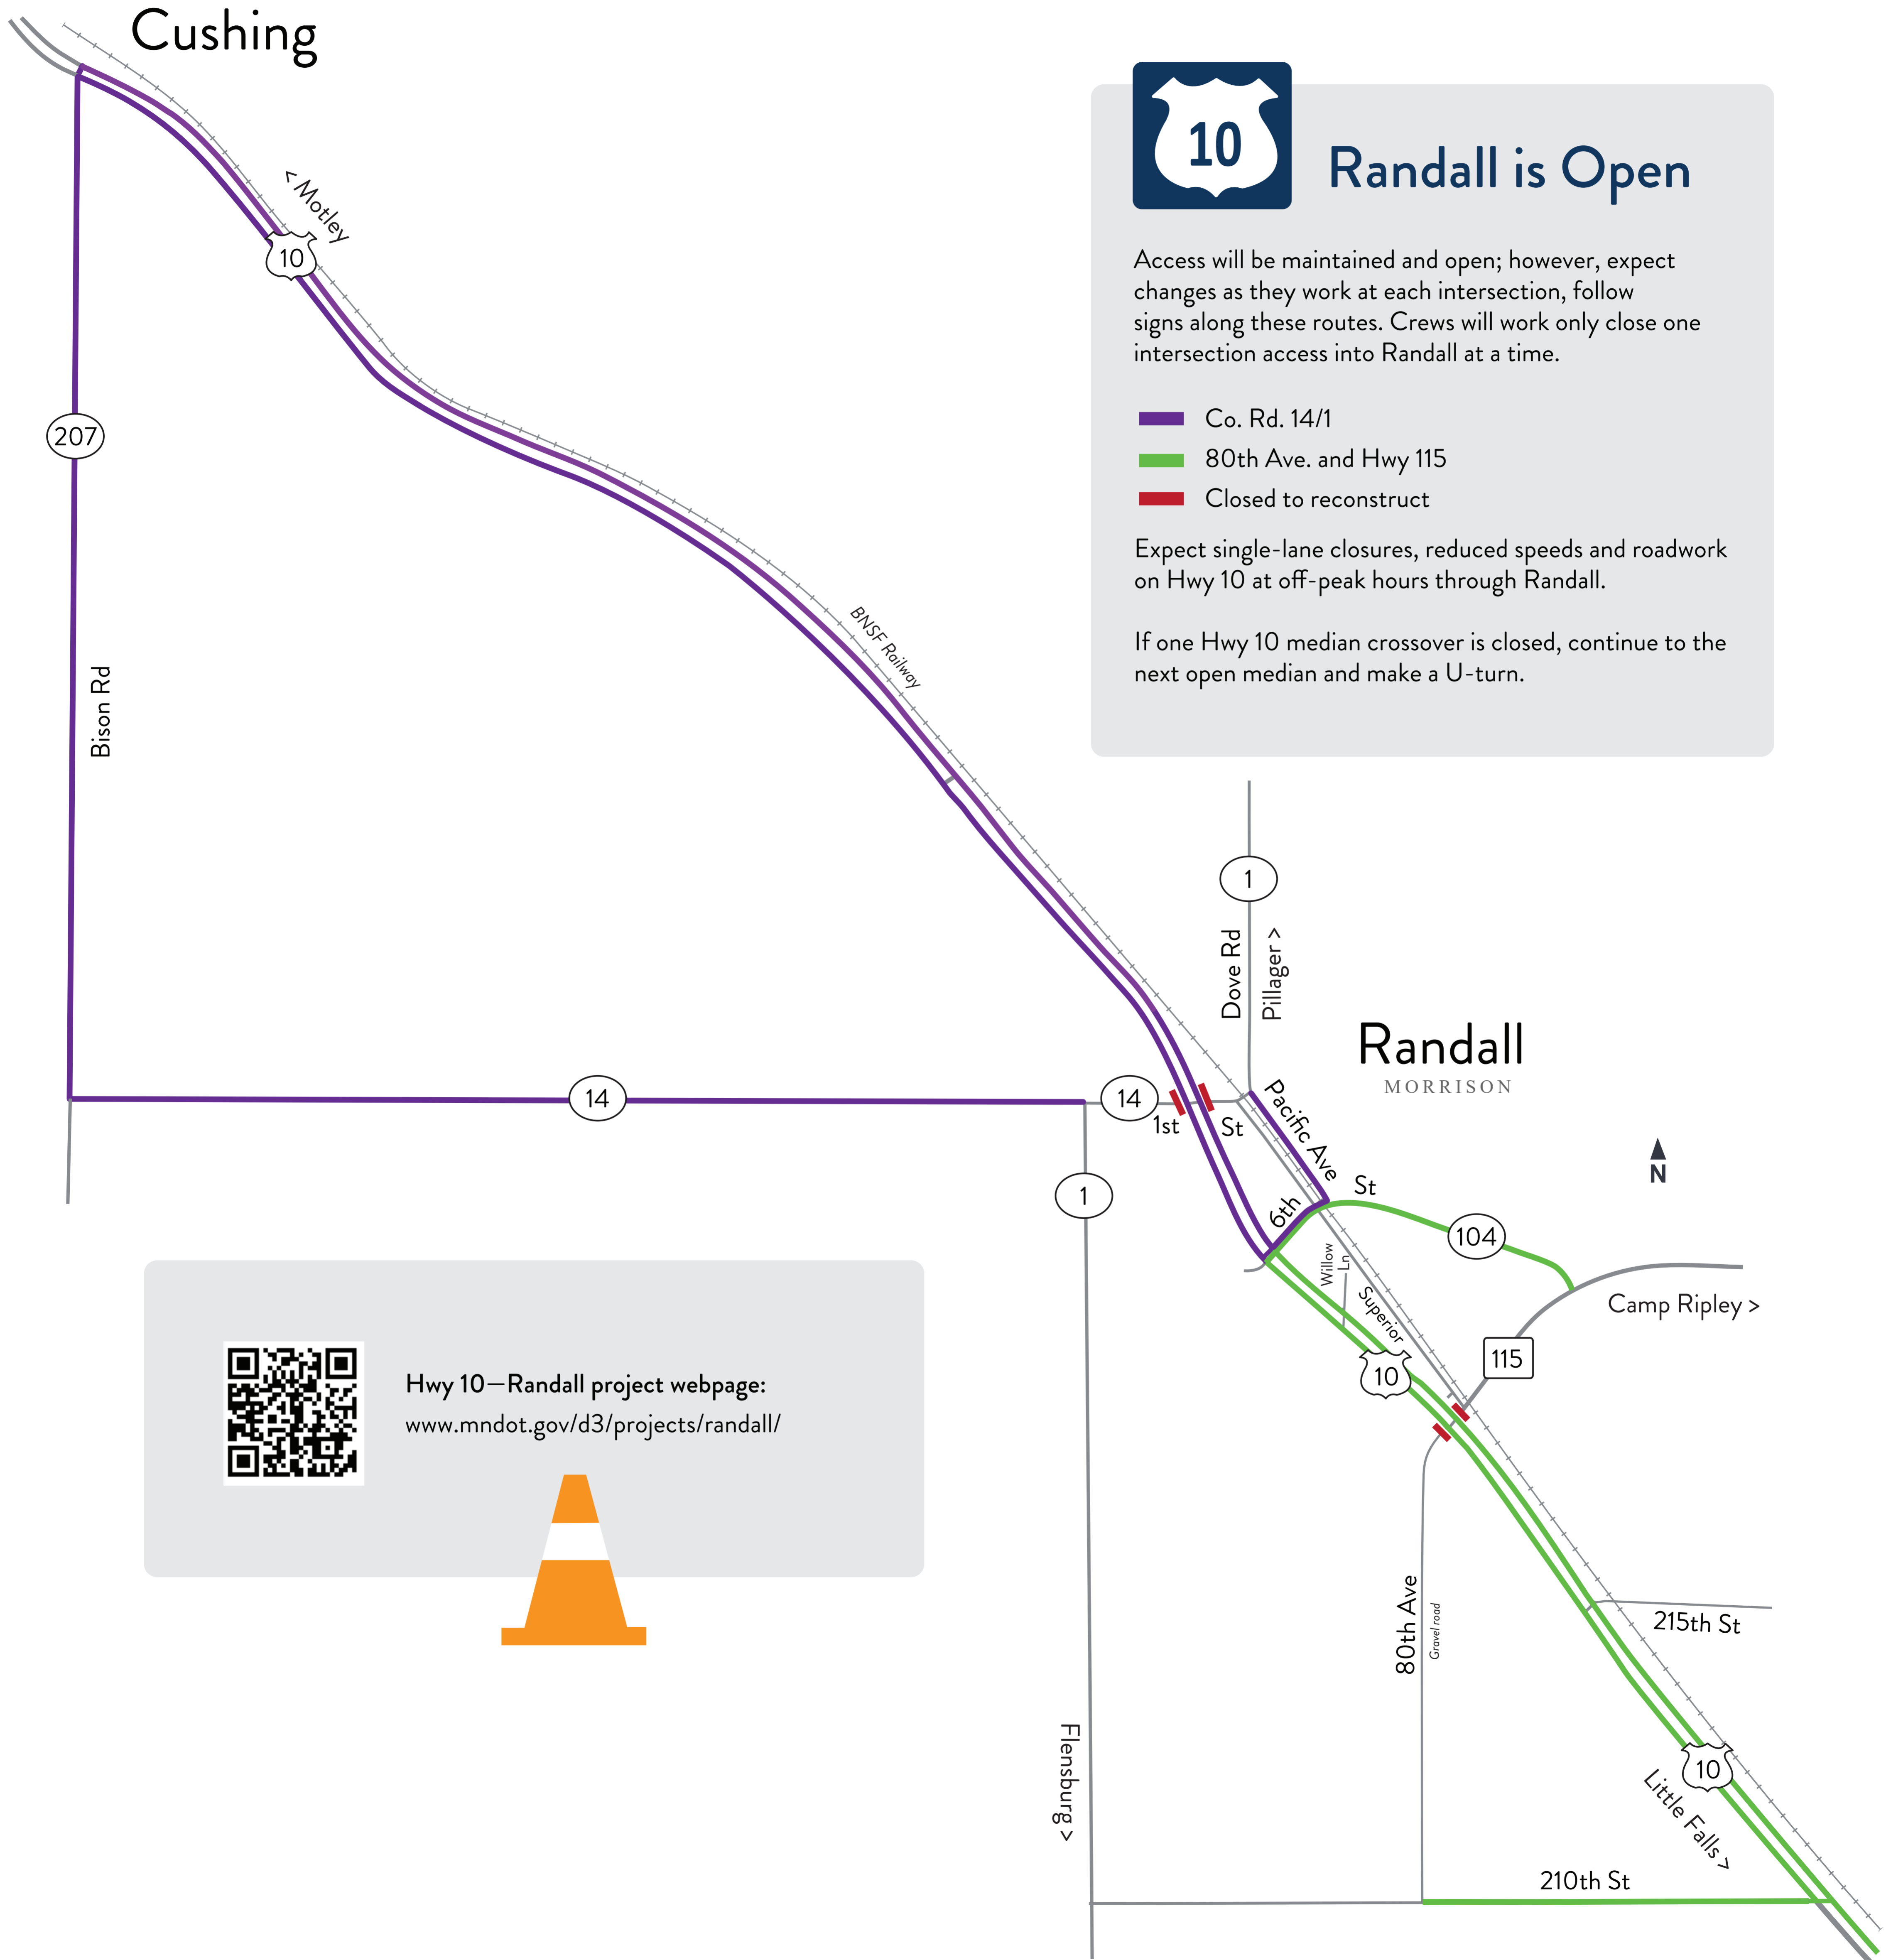 Cushing
10
Randall is Open
Access will be maintained and open; however, expect
changes as they work at each intersection, follow
signs along these routes. Crews will work only close one
intersection access into Randall at a time.
Co. Rd. 14/1
80th Ave. and Hwy 115
Closed to reconstruct
Expect single-lane closures, reduced speeds and roadwork
on Hwy 10 at off-peak hours through Randall.
If one Hwy 10 median crossover is closed, continue to the
next open median and make a U-turn.
< Motley
10
207
Bison Rd
BNSF Railway
1
Dove Rd
Pillager >
Randall
MORRISON
14
14
1st
St
Pacific Ave
N
1
6th
St
104
Willow
Ln
Superior
Camp Ripley >
115
10
Hwy 10—Randall project webpage:
www.mndot.gov/d3/projects/randall/
80th Ave
Gravel road
215th St
Flensburg >
10
Little Falls >
210th St